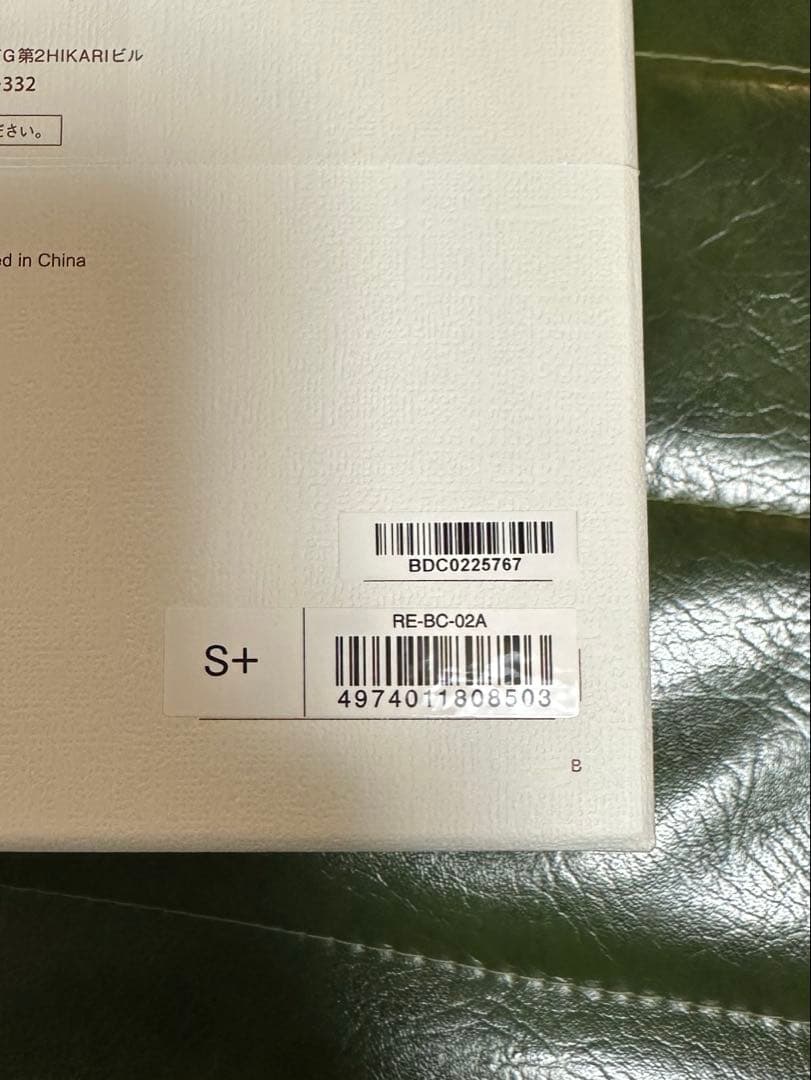 G第2HIKARIビル
-332
ださい。
ed in China
BDC0225767
RE-BC-02A
S+
4974011808503
B